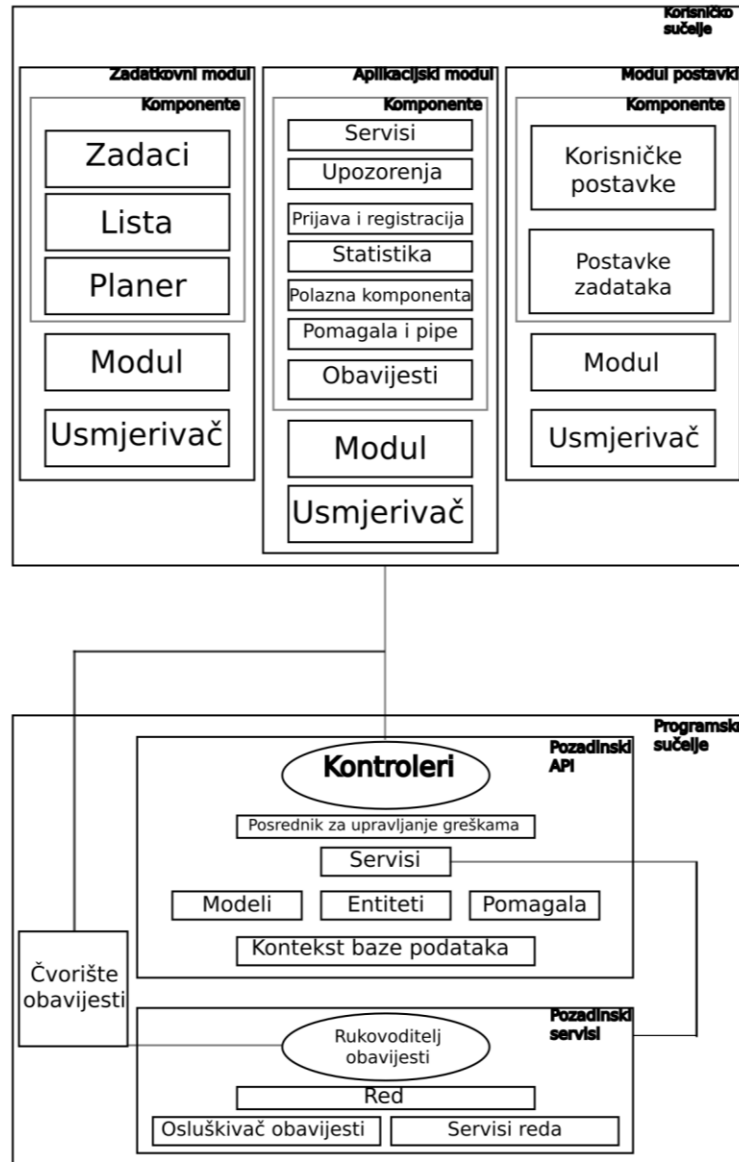 Korisničko
sučelje
Zadatkovni modul
Komponente
Zadaci
Lista
Planer
Modul
Usmjerivač
Aplikacijski modul
Komponente
Servisi
Upozorenja
Prijava i registracija
Statistika
Polazna komponenta
Pomagala i pipe
Obavijesti
Modul
Usmjerivač
Modul postavki
Komponente
Korisničke
postavke
Postavke
zadataka
Modul
Usmjerivač
Programsko
sučelje
Pozadinski
API
Kontroleri
Posrednik za upravljanje greškama
Servisi
Modeli
Entiteti
Pomagala
Kontekst baze podataka
Čvorište
obavijesti
Pozadinski
servisi
Rukovoditelj
obavijesti
Red
Osluškivač obavijesti
Servisi reda